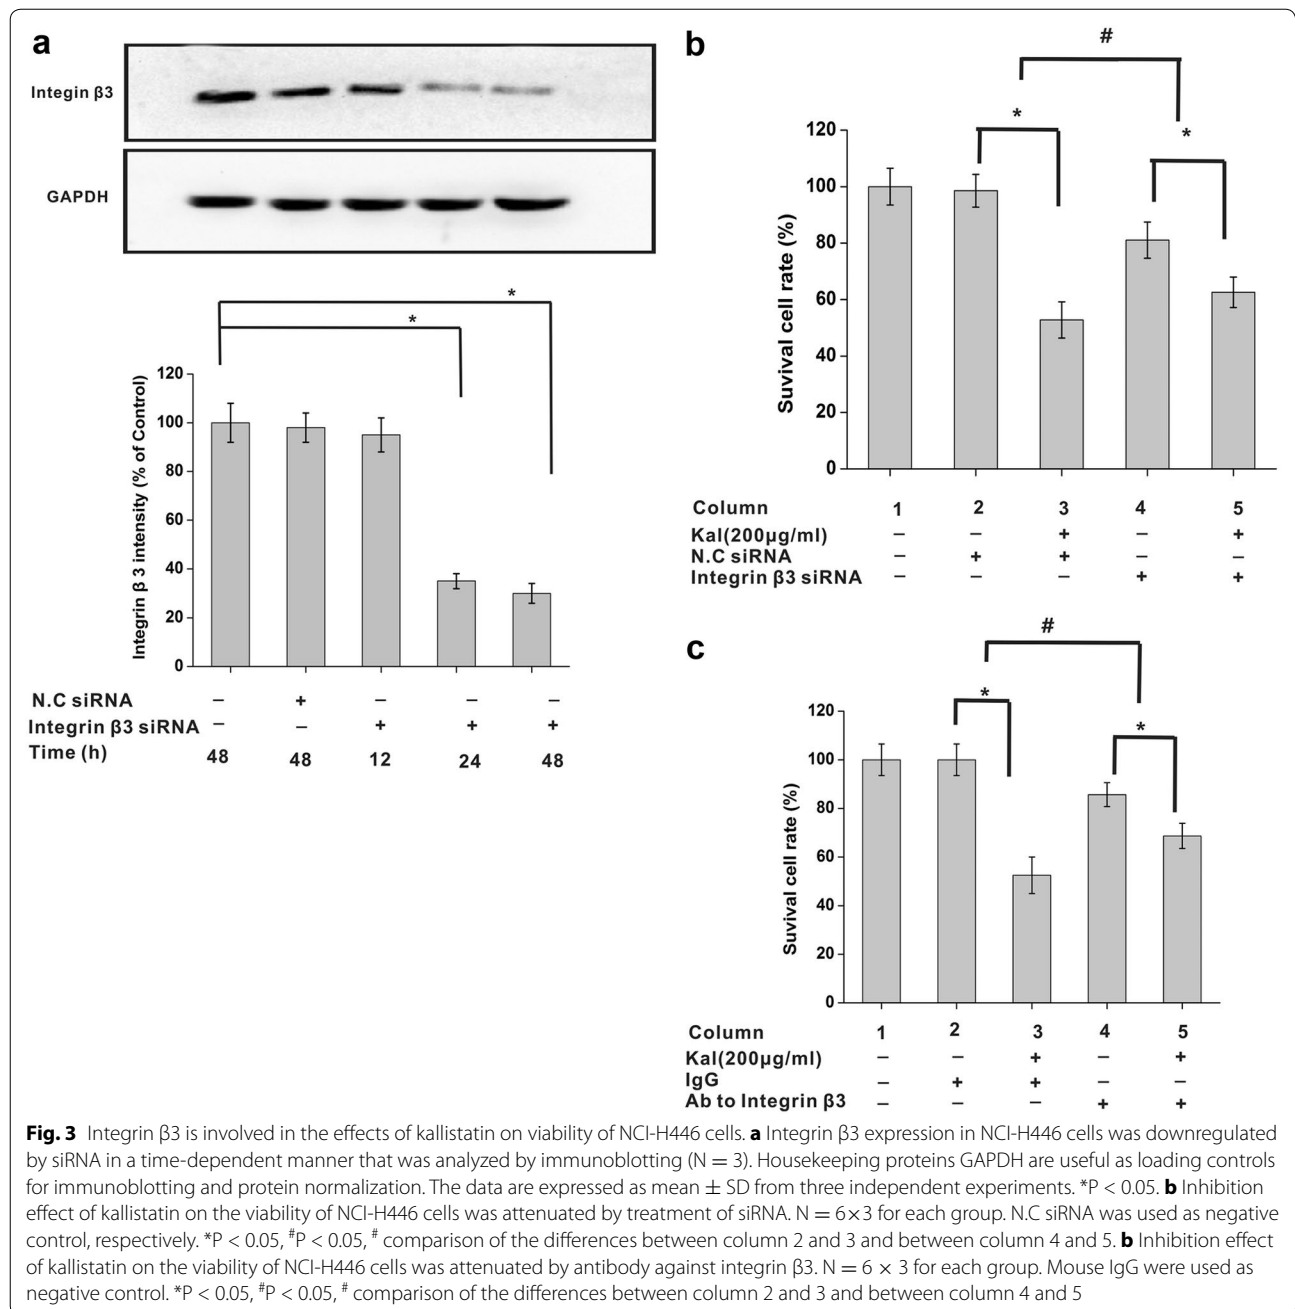 a
Integin β3
GAPDH
*
*
Integrin β 3 intensity (% of Control)
120
100
80
60
40
20
0
N.C siRNA – + – – –
Integrin β3 siRNA – – + + +
Time (h) 48 48 12 24 48
b
#
*
*
Suvival cell rate (%)
120
100
80
60
40
20
0
Column 1 2 3 4 5
Kal(200μg/ml) – – + – +
N.C siRNA – + + – –
Integrin β3 siRNA – – – + +
c
#
*
*
Suvival cell rate (%)
120
100
80
60
40
20
0
Column 1 2 3 4 5
Kal(200μg/ml) – – + – +
IgG – + + – –
Ab to Integrin β3 – – – + +
Fig. 3 Integrin β3 is involved in the effects of kallistatin on viability of NCI-H446 cells. a Integrin β3 expression in NCI-H446 cells was downregulated
by siRNA in a time-dependent manner that was analyzed by immunoblotting (N = 3). Housekeeping proteins GAPDH are useful as loading controls
for immunoblotting and protein normalization. The data are expressed as mean ± SD from three independent experiments. *P < 0.05. b Inhibition
effect of kallistatin on the viability of NCI-H446 cells was attenuated by treatment of siRNA. N = 6×3 for each group. N.C siRNA was used as negative
control, respectively. *P < 0.05, #P < 0.05, # comparison of the differences between column 2 and 3 and between column 4 and 5. b Inhibition effect
of kallistatin on the viability of NCI-H446 cells was attenuated by antibody against integrin β3. N = 6 × 3 for each group. Mouse IgG were used as
negative control. *P < 0.05, #P < 0.05, # comparison of the differences between column 2 and 3 and between column 4 and 5